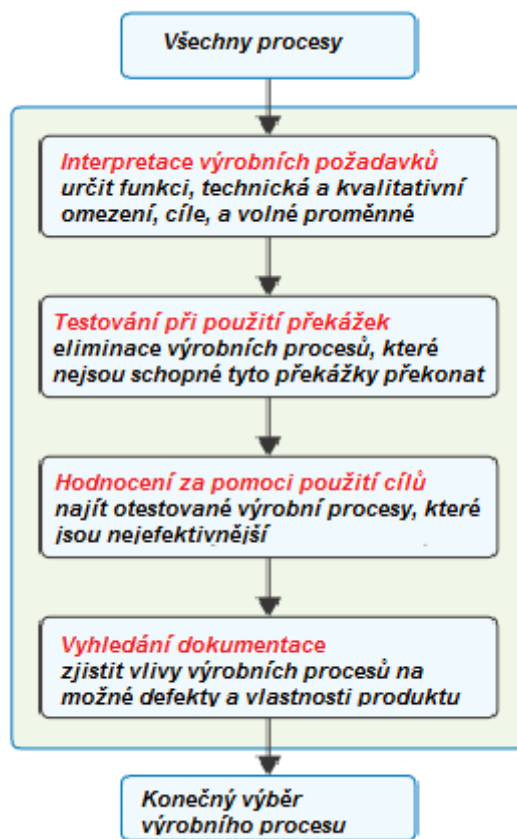 Všechny procesy
Interpretace výrobních požadavků
určit funkci, technická a kvalitativní
omezení, cíle, a volné proměnné
Testování při použití překážek
eliminace výrobních procesů, které
nejsou schopné tyto překážky překonat
Hodnocení za pomoci použití cílů
najít otestované výrobní procesy, které
jsou nejefektivnější
Vyhledání dokumentace
zjistit vlivy výrobních procesů na
možné defekty a vlastnosti produktu
Konečný výběr
výrobního procesu